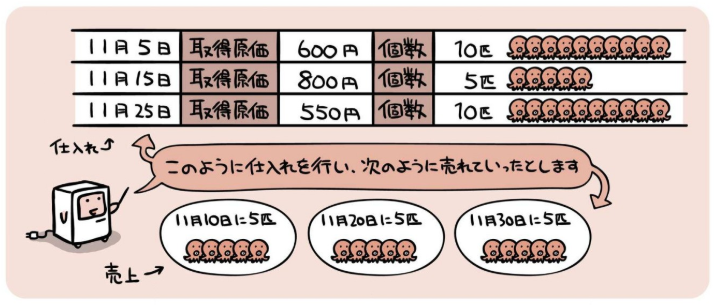 11月5日 取得原価 600円 個数 10匹
11月15日 取得原価 800円 個数 5匹
11月25日 取得原価 550円 個数 10匹
仕入れ
このように仕入れを行い、次のように売れていったとします
11月10日に5匹 11月20日に5匹 11月30日に5匹
売上